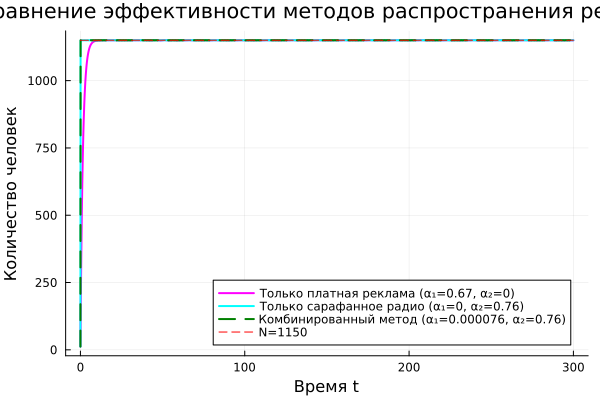 равнение эффективности методов распространения ре
Количество человек
1000
750
500
250
0
Только платная реклама (α₁=0.67, α₂=0)
Только сарафанное радио (α₁=0, α₂=0.76)
Комбинированный метод (α₁=0.000076, α₂=0.76)
N=1150
0 100 200 300
Время t